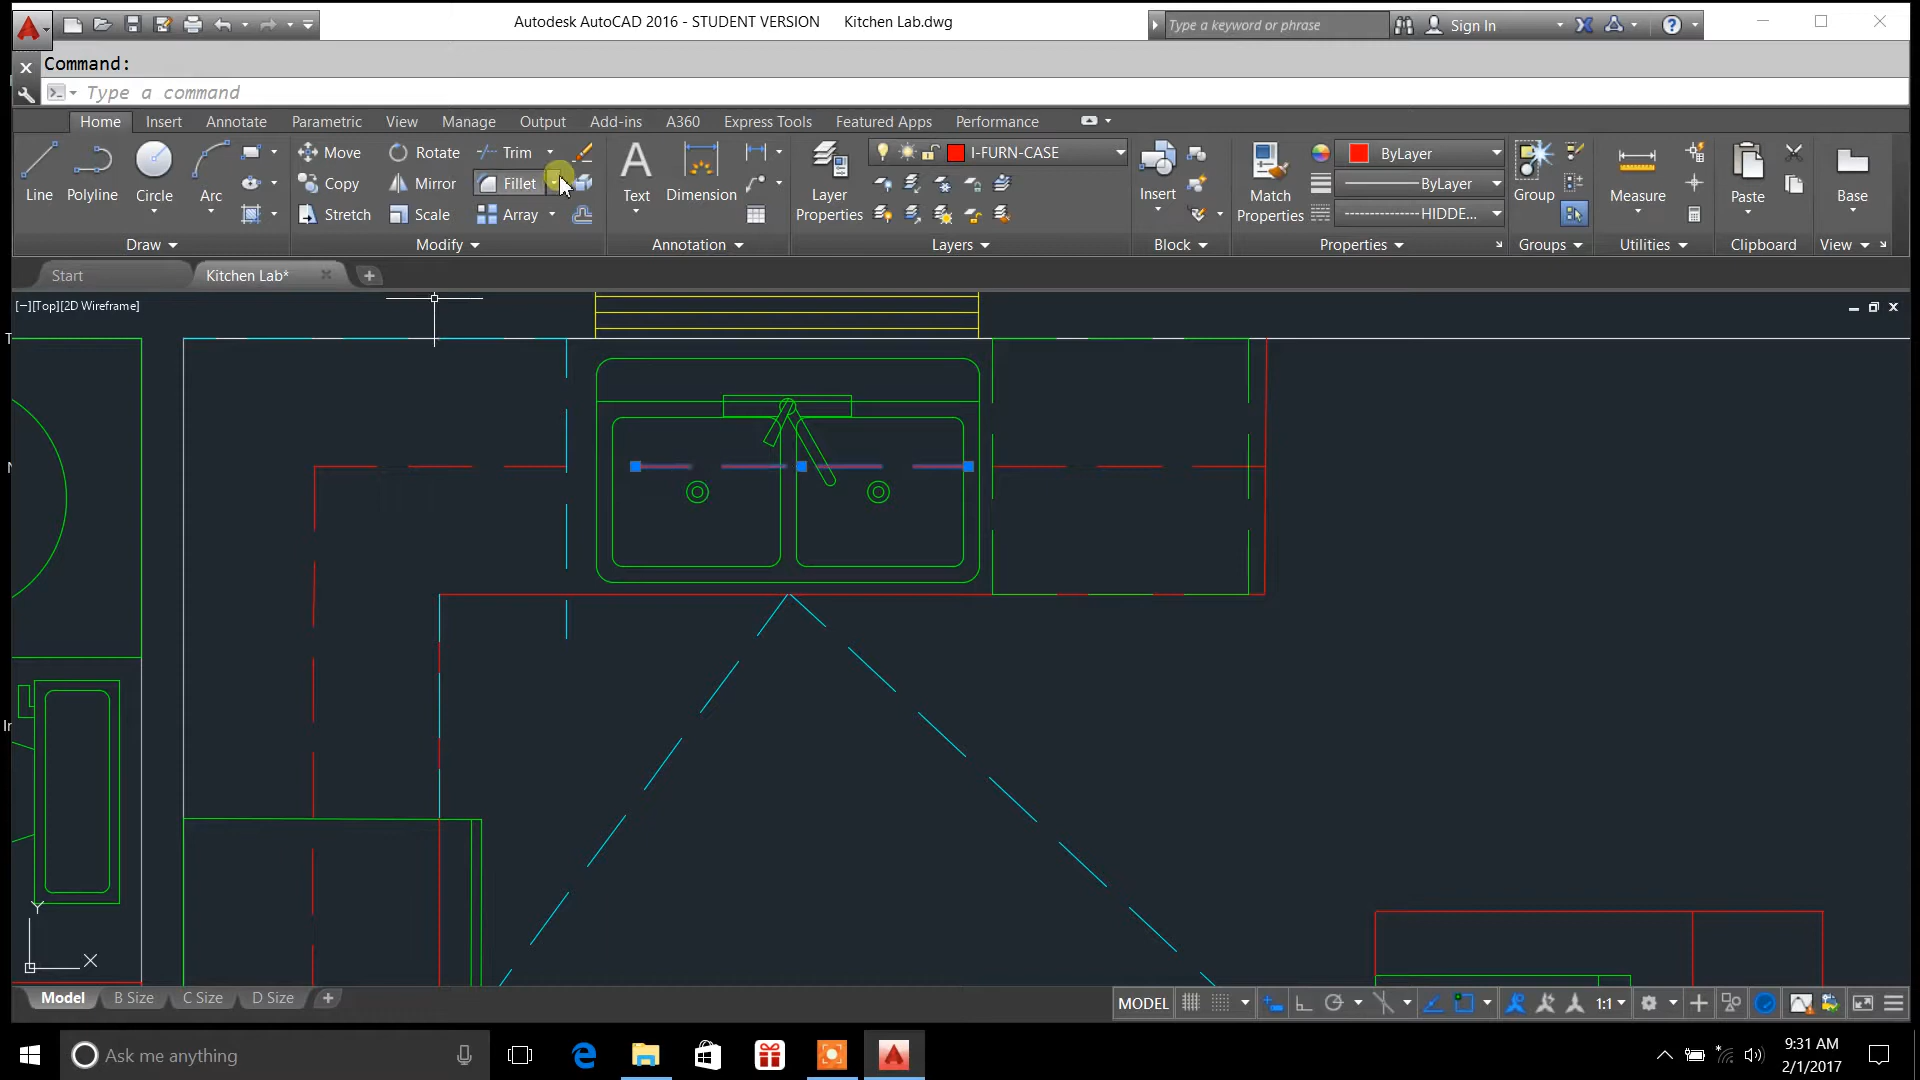 Autodesk AutoCAD 2016 - STUDENT VERSION    Kitchen Lab.dwg
Type a keyword or phrase
Sign In
Command:
Type a command
Home Insert Annotate Parametric View Manage Output Add-ins A360 Express Tools Featured Apps Performance
Line Polyline Circle Arc
Move Rotate Trim
Copy Mirror Fillet
Stretch Scale Array
Text Dimension
Layer Properties
I-FURN-CASE
Insert
Match Properties
ByLayer
ByLayer
HIDDE...
Group
Measure
Paste
Base
Draw Modify Annotation Layers Block Properties Groups Utilities Clipboard View
Start Kitchen Lab*
[−][Top][2D Wireframe]
Y
X
Model B Size C Size D Size
MODEL 1:1
Ask me anything
9:31 AM
2/1/2017